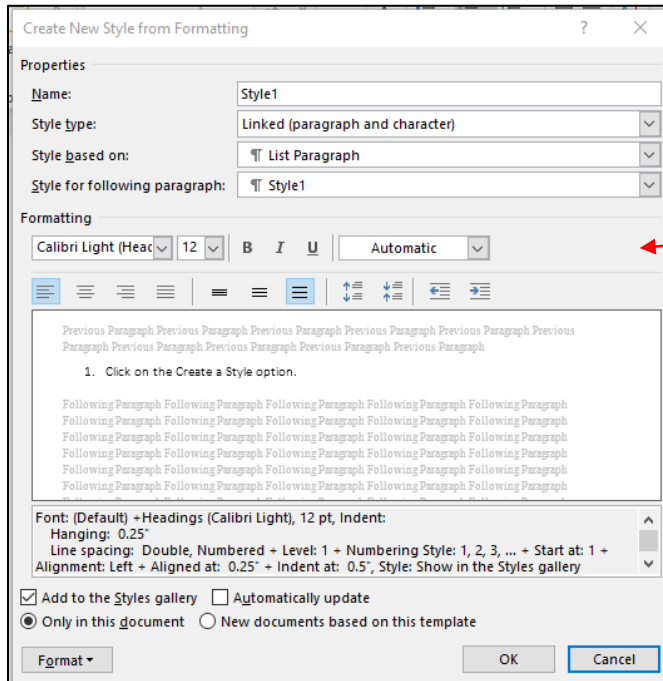 Create New Style from Formatting ? ×
Properties
Name: Style1
Style type: Linked (paragraph and character)
Style based on: ¶ List Paragraph
Style for following paragraph: ¶ Style1
Formatting
Calibri Light (Head 12 B I U Automatic
Previous Paragraph Previous Paragraph Previous Paragraph Previous Paragraph Previous Paragraph Previous
Paragraph Previous Paragraph Previous Paragraph Previous Paragraph Previous Paragraph
1. Click on the Create a Style option.
Following Paragraph Following Paragraph Following Paragraph Following Paragraph Following Paragraph
Following Paragraph Following Paragraph Following Paragraph Following Paragraph Following Paragraph
Following Paragraph Following Paragraph Following Paragraph Following Paragraph Following Paragraph
Following Paragraph Following Paragraph Following Paragraph Following Paragraph Following Paragraph
Following Paragraph Following Paragraph Following Paragraph Following Paragraph Following Paragraph
Following Paragraph Following Paragraph Following Paragraph Following Paragraph Following Paragraph
Font: (Default) +Headings (Calibri Light), 12 pt, Indent:
Hanging: 0.25"
Line spacing: Double, Numbered + Level: 1 + Numbering Style: 1, 2, 3, ... + Start at: 1 +
Alignment: Left + Aligned at: 0.25" + Indent at: 0.5", Style: Show in the Styles gallery
Add to the Styles gallery Automatically update
Only in this document New documents based on this template
Format OK Cancel